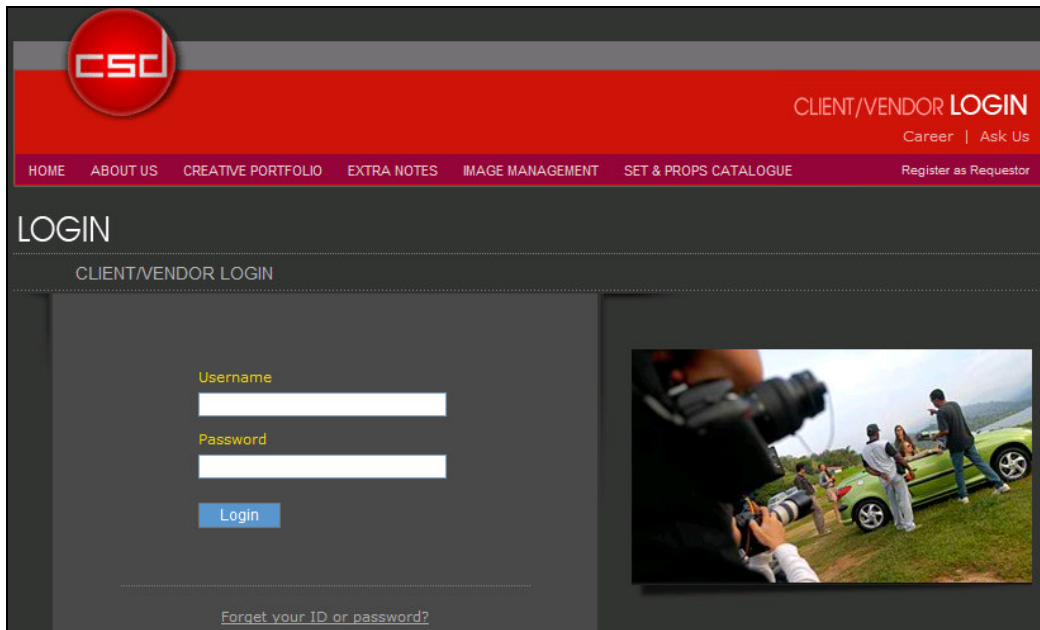 csd
CLIENT/VENDOR LOGIN
Career | Ask Us
HOME ABOUT US CREATIVE PORTFOLIO EXTRA NOTES IMAGE MANAGEMENT SET & PROPS CATALOGUE Register as Requestor
LOGIN
CLIENT/VENDOR LOGIN
Username
Password
Login
Forget your ID or password?